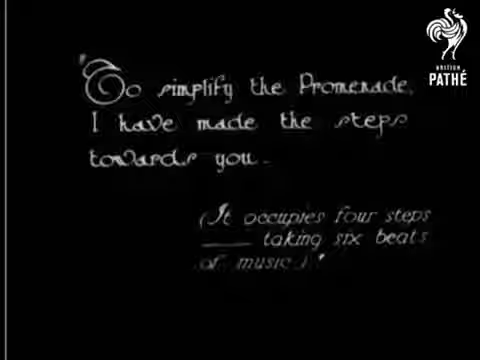 "To simplify the Promenade,
I have made the steps
towards you.
(It occupies four steps
____ taking six beats
of music.)"
BRITISH
PATHÉ